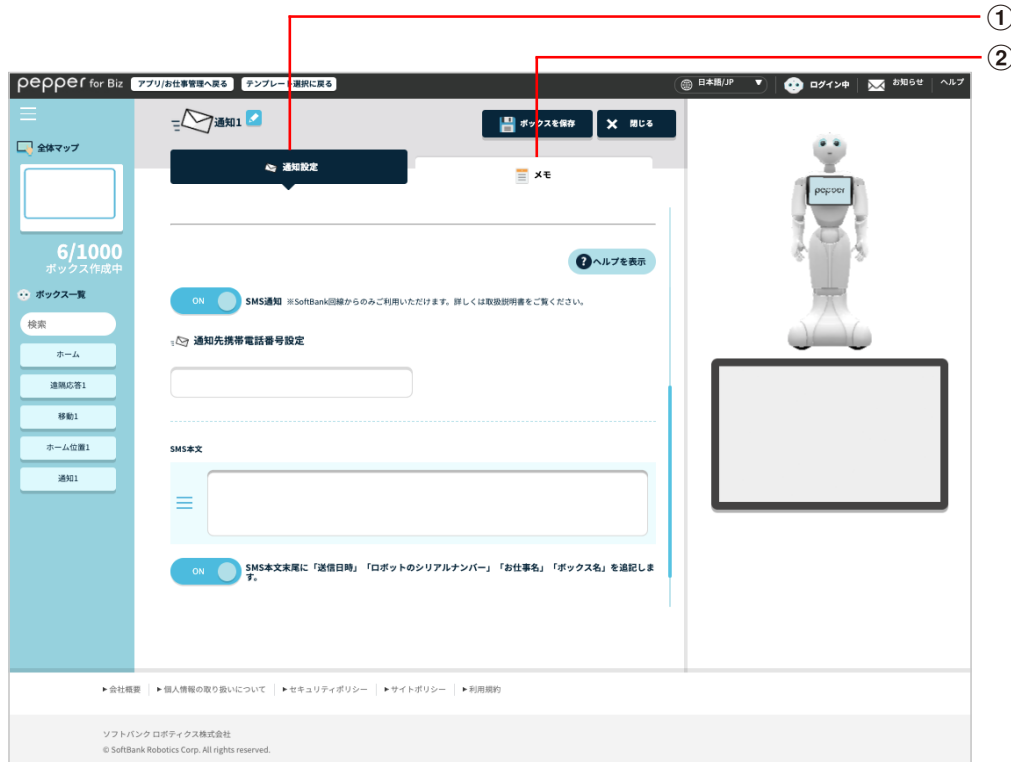 ①
②
pepper for Biz アプリ/お仕事管理へ戻る テンプレート選択に戻る 日本語/JP ▼ ログイン中 お知らせ ヘルプ
通知1 ボックスを保存 閉じる
全体マップ
通知設定 メモ
pepper
6/1000
ボックス作成中
ヘルプを表示
ボックス一覧
ON SMS通知 ※SoftBank回線からのみご利用いただけます。詳しくは取扱説明書をご覧ください。
検索
通知先携帯電話番号設定
ホーム
遠隔応答1
移動1
ホーム位置1
SMS本文
通知1
ON SMS本文末尾に「送信日時」「ロボットのシリアルナンバー」「お仕事名」「ボックス名」を追記しま
す。
▶会社概要 ▶個人情報の取り扱いについて ▶セキュリティポリシー ▶サイトポリシー ▶利用規約
ソフトバンク ロボティクス株式会社
© SoftBank Robotics Corp. All rights reserved.